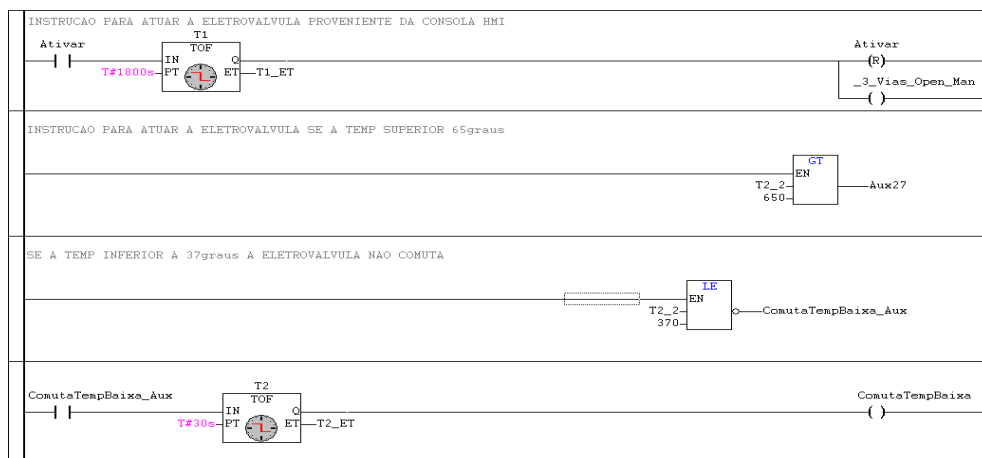 INSTRUCAO PARA ATUAR A ELETROVALVULA PROVENIENTE DA CONSOLA HMI
T1
Ativar TOF Ativar
IN Q (R)
T#1800s PT ET T1_ET
_3_Vias_Open_Man
( )
INSTRUCAO PARA ATUAR A ELETROVALVULA SE A TEMP SUPERIOR 65graus
GT
EN
T2_2 Aux27
650
SE A TEMP INFERIOR A 37graus A ELETROVALVULA NAO COMUTA
LE
EN
T2_2 ComutaTempBaixa_Aux
370
T2
ComutaTempBaixa_Aux TOF ComutaTempBaixa
IN Q ( )
T#30s PT ET T2_ET